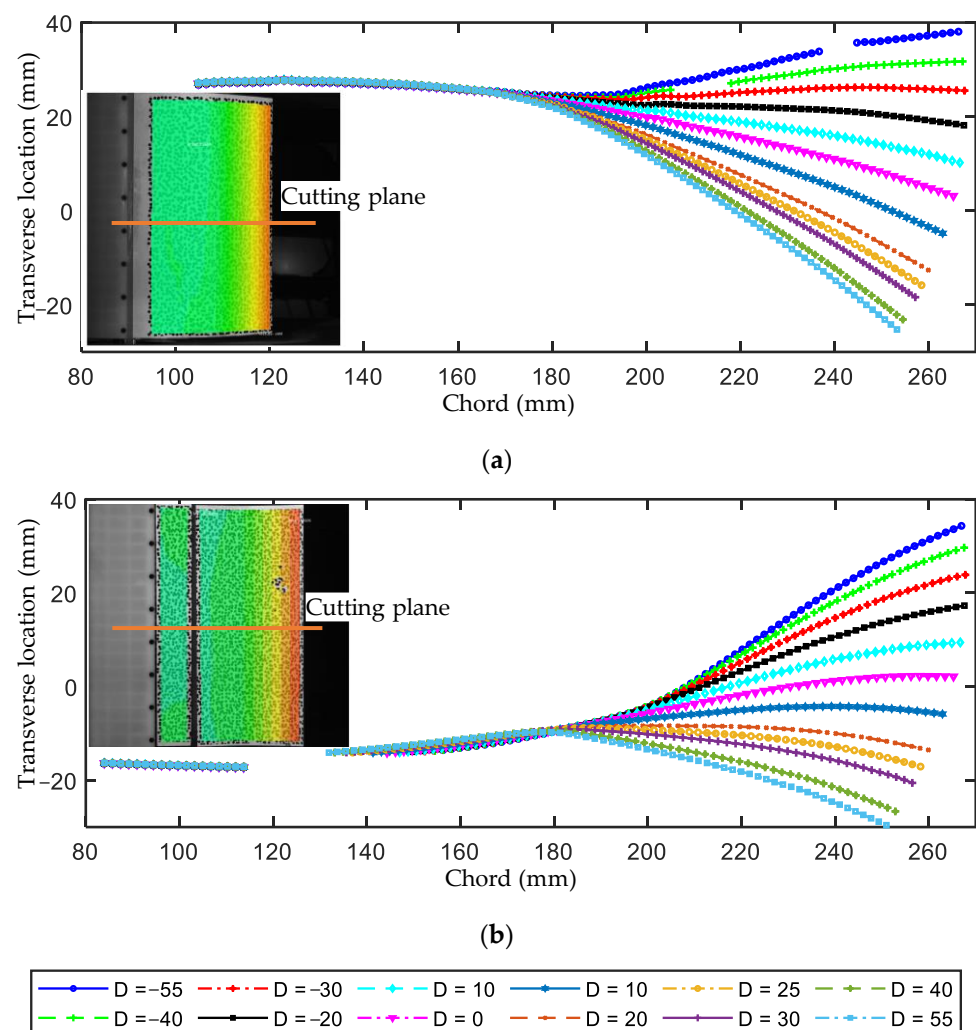 40
20
0
−20
Transverse location (mm)
Cutting plane
80 100 120 140 160 180 200 220 240 260
Chord (mm)
(a)
40
20
0
−20
Transverse location (mm)
Cutting plane
80 100 120 140 160 180 200 220 240 260
Chord (mm)
(b)
D =−55 D =−30 D = 10 D = 10 D = 25 D = 40
D =−40 D =−20 D = 0 D = 20 D = 30 D = 55